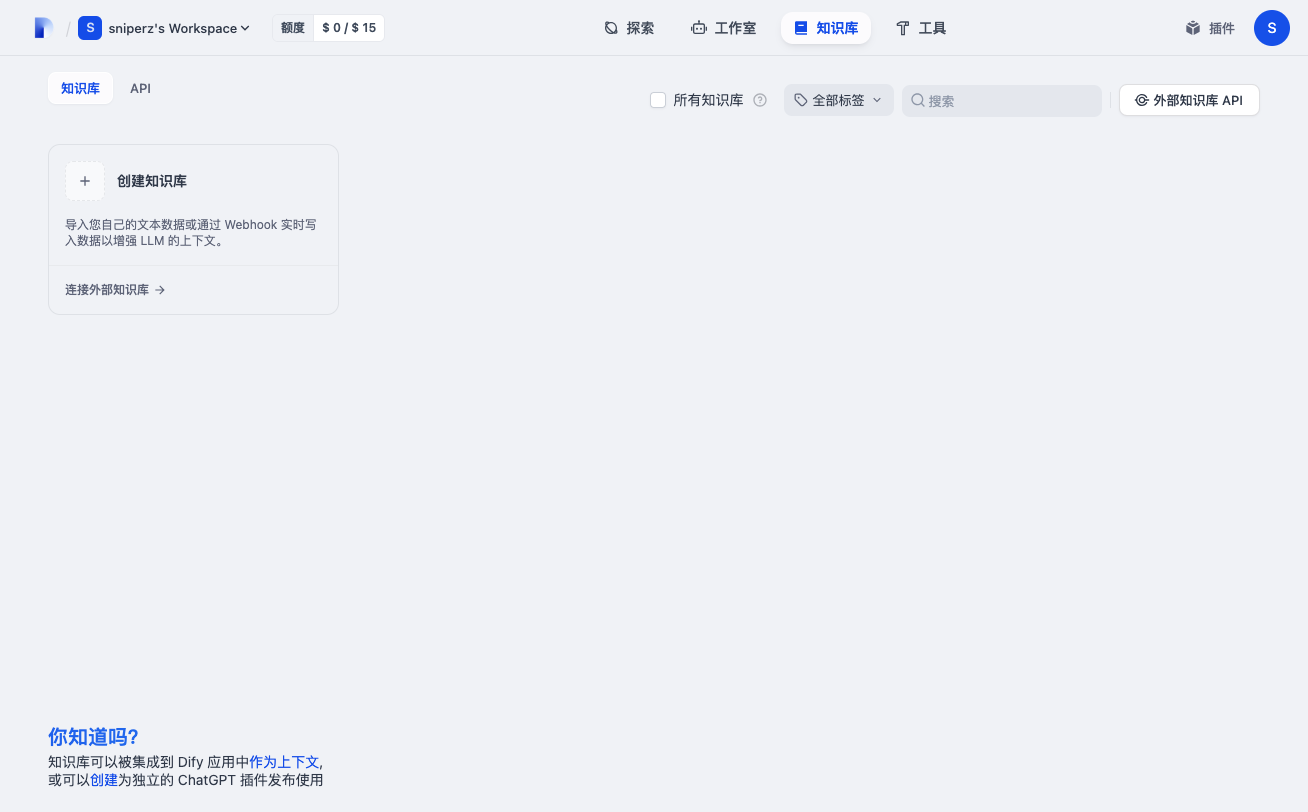 S sniperz's Workspace 额度 $ 0 / $ 15 探索 工作室 知识库 工具 插件 S
知识库 API 所有知识库 全部标签 搜索 外部知识库 API
创建知识库
导入您自己的文本数据或通过 Webhook 实时写
入数据以增强 LLM 的上下文。
连接外部知识库
你知道吗?
知识库可以被集成到 Dify 应用中作为上下文,
或可以创建为独立的 ChatGPT 插件发布使用